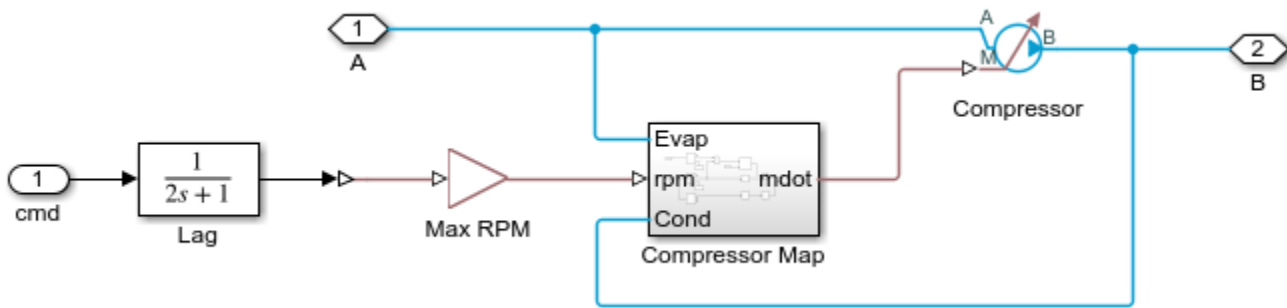 1
A
A
M
B
2
B
Compressor
1
cmd
1
2s + 1
Lag
Max RPM
Evap
rpm
mdot
Cond
Compressor Map